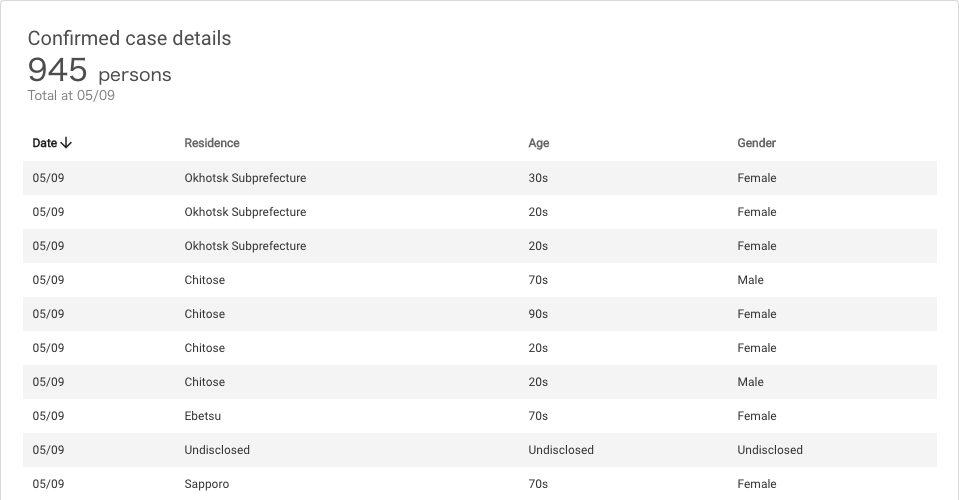 Confirmed case details
945 persons
Total at 05/09
Date Residence Age Gender
05/09 Okhotsk Subprefecture 30s Female
05/09 Okhotsk Subprefecture 20s Female
05/09 Okhotsk Subprefecture 20s Female
05/09 Chitose 70s Male
05/09 Chitose 90s Female
05/09 Chitose 20s Female
05/09 Chitose 20s Male
05/09 Ebetsu 70s Female
05/09 Undisclosed Undisclosed Undisclosed
05/09 Sapporo 70s Female